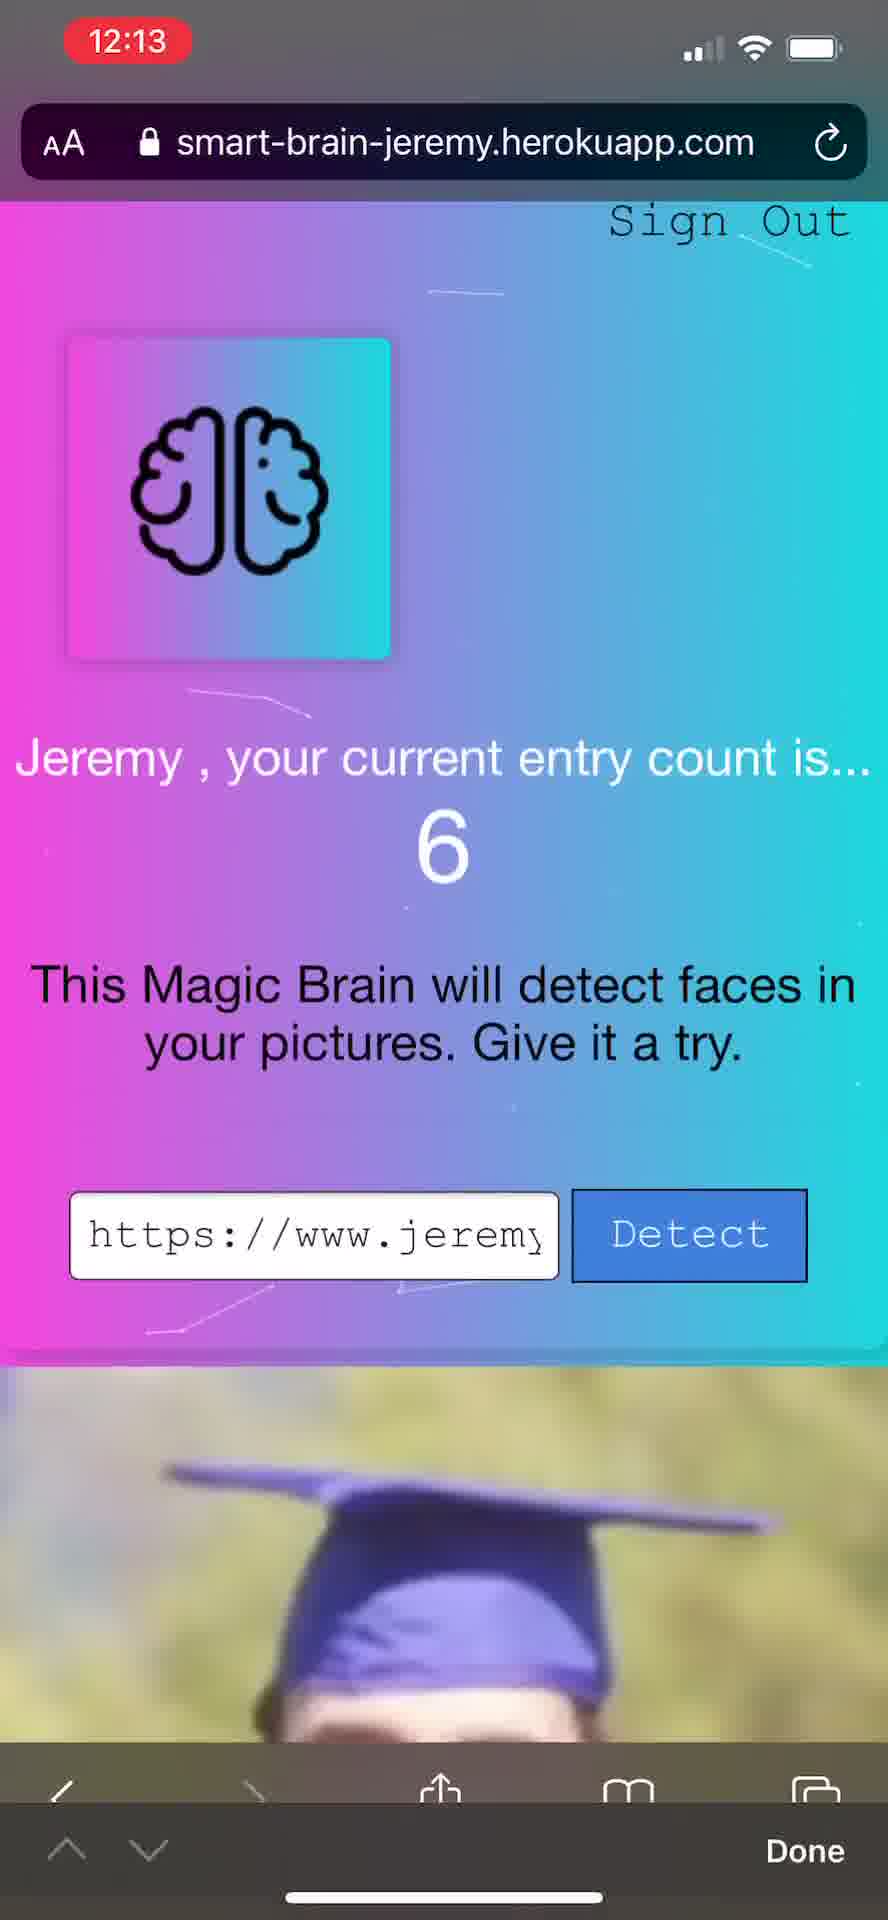 12:13
AA smart-brain-jeremy.herokuapp.com
Sign Out
Jeremy , your current entry count is...
6
This Magic Brain will detect faces in
your pictures. Give it a try.
https://www.jeremy Detect
Done